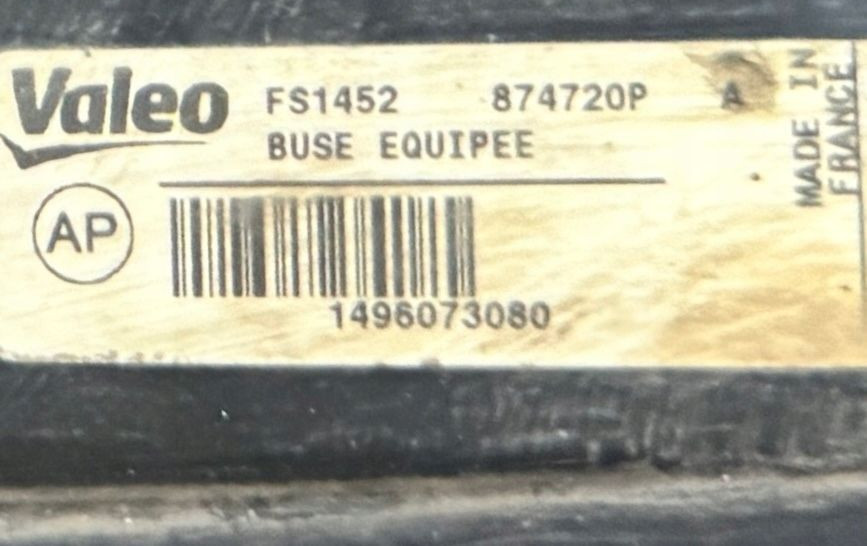 Valeo FS1452 874720P A
BUSE EQUIPEE
AP
1496073080
MADE IN
FRANCE